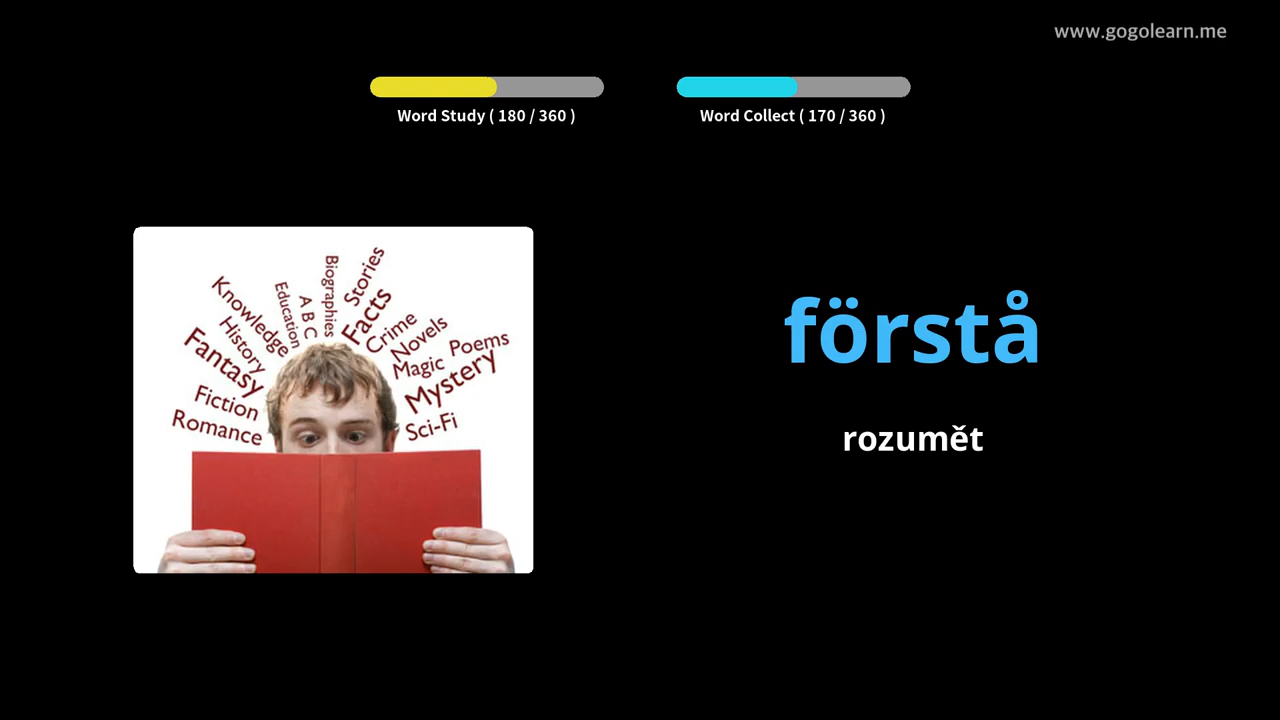 www.gogolearn.me
Word Study ( 180 / 360 )
Word Collect ( 170 / 360 )
Stories
Biographies
Facts
Education
A B C
Knowledge
Crime
Novels
History
Poems
Fantasy
Magic
Mystery
Fiction
Romance
Sci-Fi
förstå
rozumět